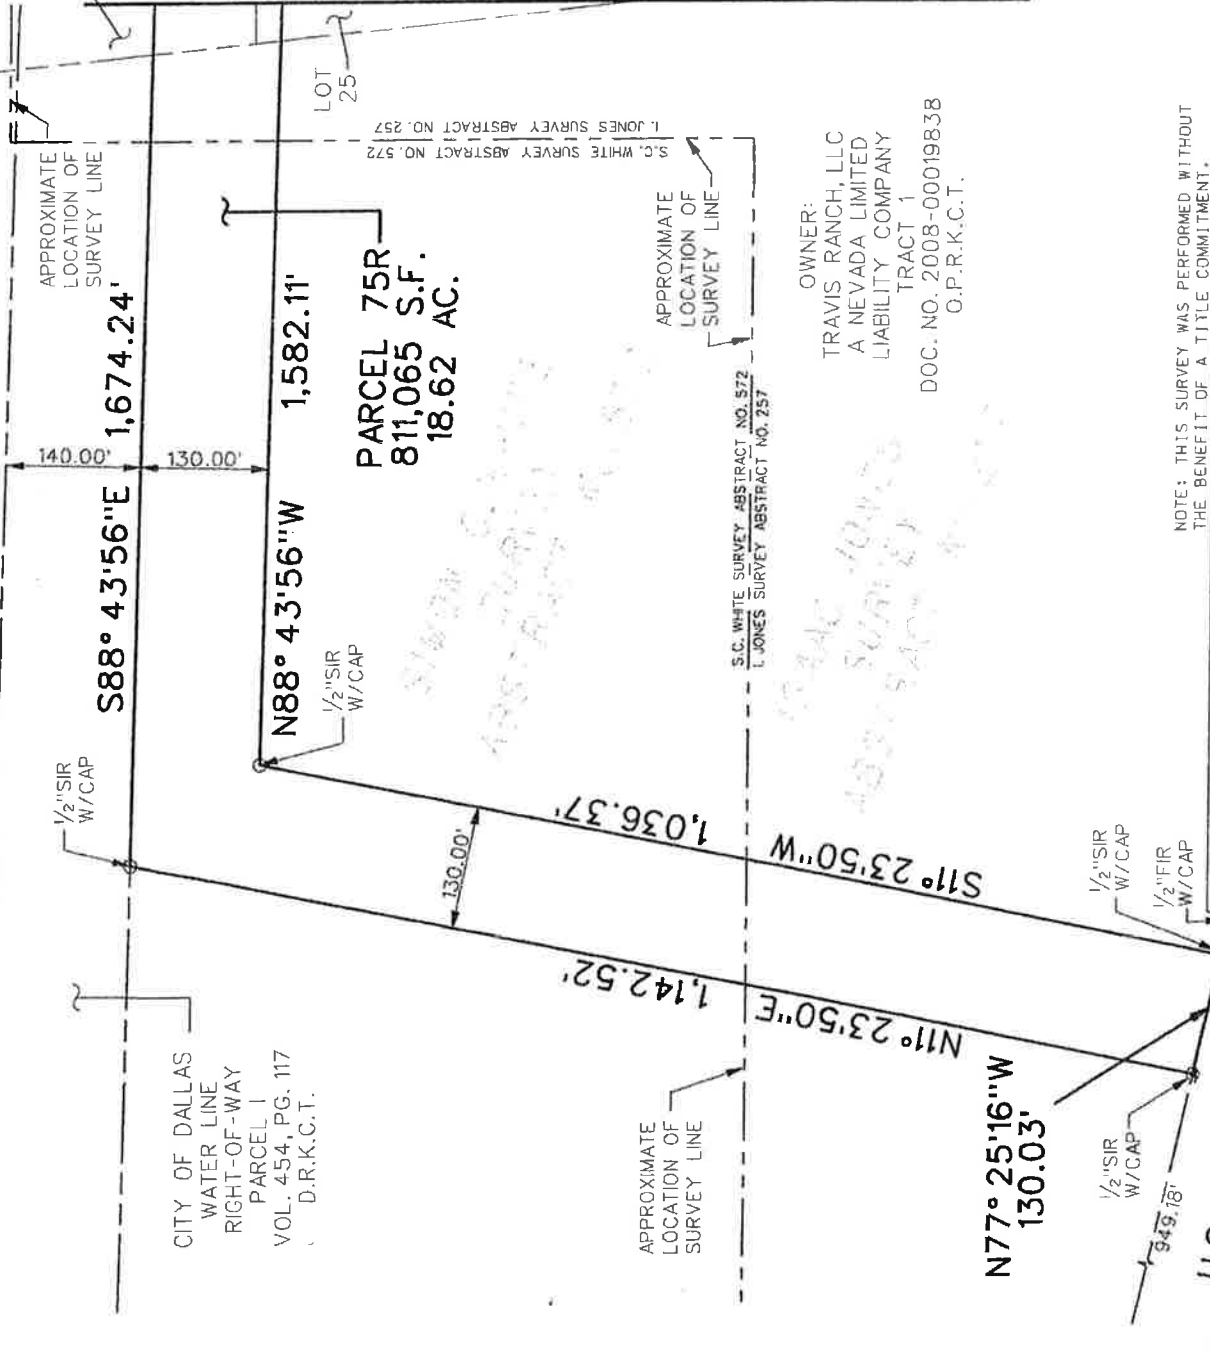 LOT
25
APPROXIMATE
LOCATION OF
SURVEY LINE
I. JONES SURVEY ABSTRACT NO. 257
S.C. WHITE SURVEY ABSTRACT NO. 572
S88° 43'56"E 1,674.24'
140.00'
130.00'
N88° 43'56"W 1,582.11'
PARCEL 75R
811,065 S.F.
18.62 AC.
APPROXIMATE
LOCATION OF
SURVEY LINE
OWNER:
TRAVIS RANCH, LLC
A NEVADA LIMITED
LIABILITY COMPANY
TRACT 1
DOC. NO. 2008-00019838
O.P.R.K.C.T.
NOTE: THIS SURVEY WAS PERFORMED WITHOUT
THE BENEFIT OF A TITLE COMMITMENT.
S.C. WHITE SURVEY ABSTRACT NO. 572
I. JONES SURVEY ABSTRACT NO. 257
1/2"SIR
W/CAP
1/2"SIR
W/CAP
130.00'
S11° 23'50"W 1,036.37'
N11° 23'50"E 1,142.52'
1/2"SIR
W/CAP
1/2"FIR
W/CAP
CITY OF DALLAS
WATER LINE
RIGHT-OF-WAY
PARCEL I
VOL. 454, PG. 117
D.R.K.C.T.
APPROXIMATE
LOCATION OF
SURVEY LINE
N77° 25'16"W
130.03'
1/2"SIR
W/CAP
949.18'